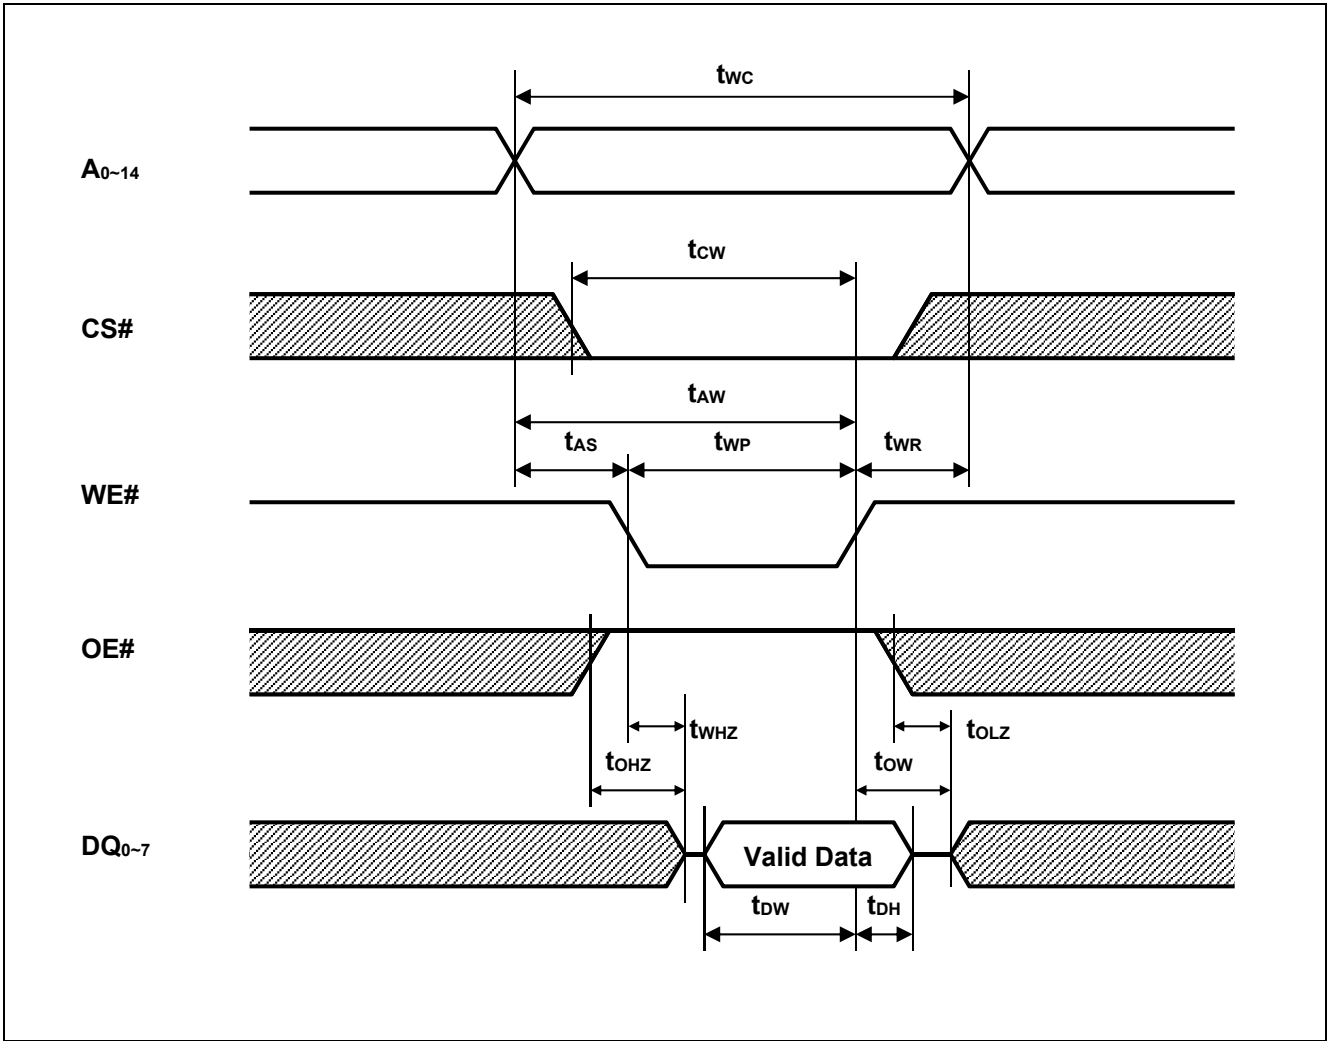 tWC
A0~14
tCW
CS#
tAW
tAS tWP tWR
WE#
OE#
tWHZ tOLZ
tOHZ tOW
DQ0~7 Valid Data
tDW tDH